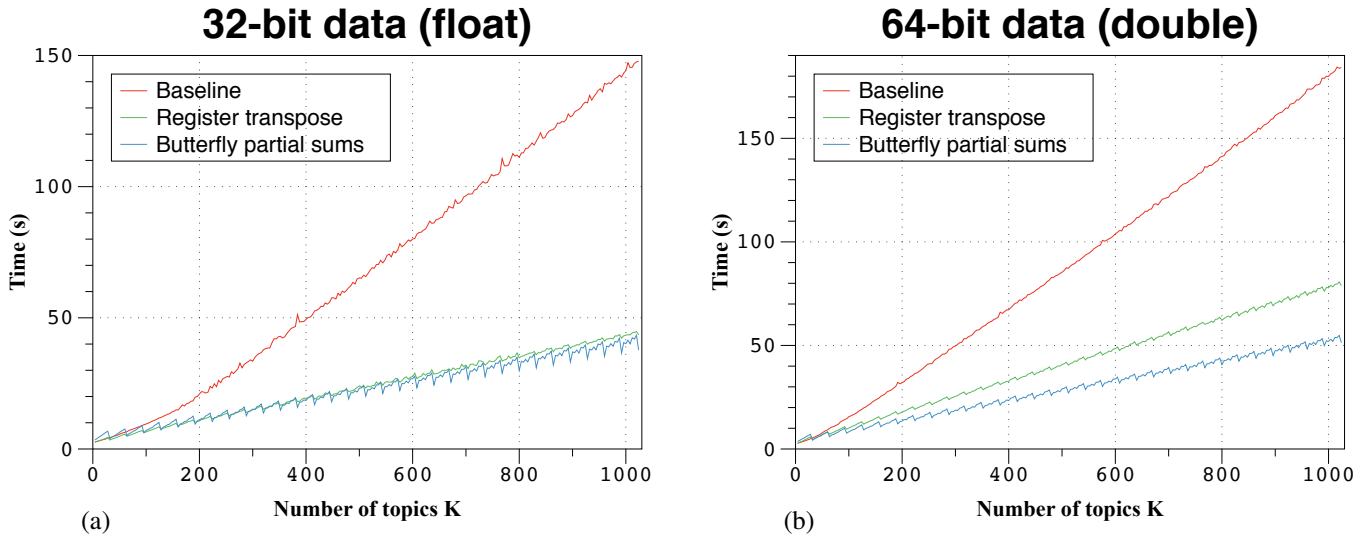 32-bit data (float)
150
100
50
0
Time (s)
Baseline
Register transpose
Butterfly partial sums
0 200 400 600 800 1000
Number of topics K
(a)
64-bit data (double)
150
100
50
0
Time (s)
Baseline
Register transpose
Butterfly partial sums
0 200 400 600 800 1000
Number of topics K
(b)